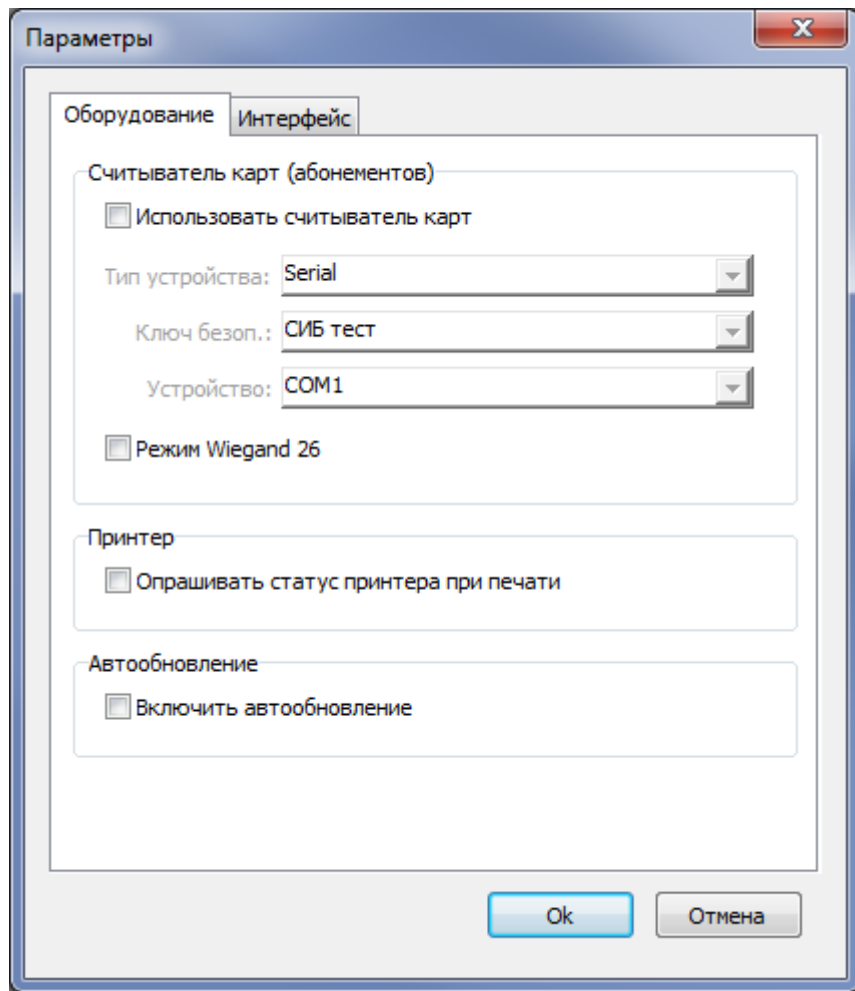 Параметры
Оборудование Интерфейс
Считыватель карт (абонементов)
Использовать считыватель карт
Тип устройства: Serial
Ключ безоп.: СИБ тест
Устройство: COM1
Режим Wiegand 26
Принтер
Опрашивать статус принтера при печати
Автообновление
Включить автообновление
Ok Отмена